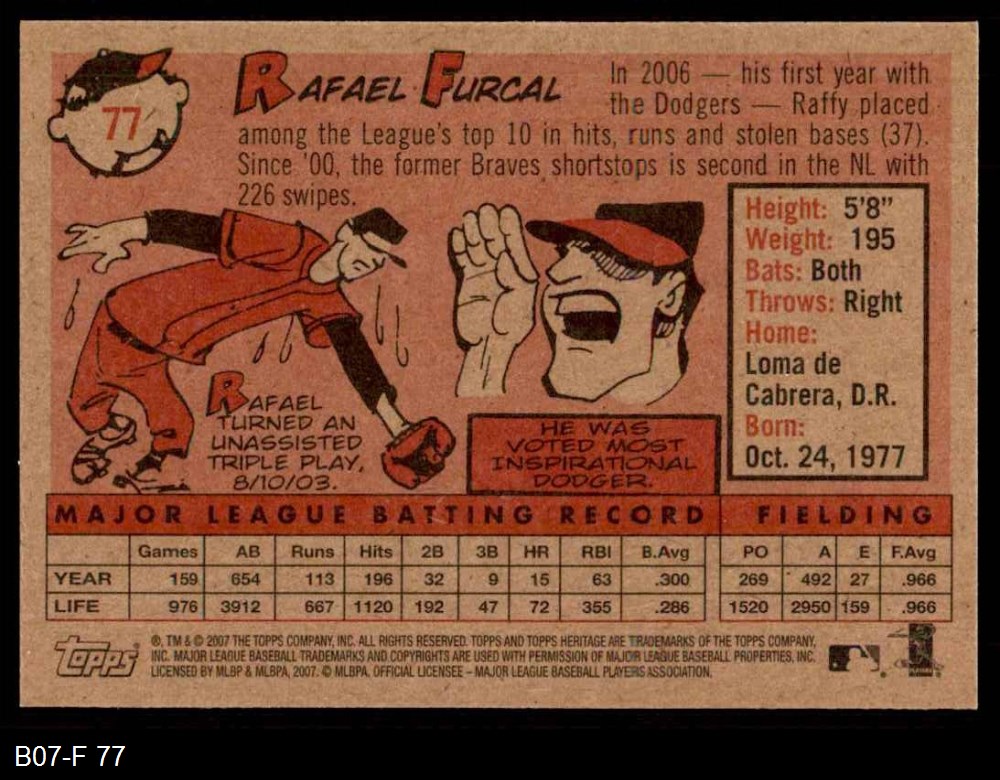 77
RAFAEL FURCAL
In 2006 — his first year with
the Dodgers — Raffy placed
among the League's top 10 in hits, runs and stolen bases (37).
Since '00, the former Braves shortstops is second in the NL with
226 swipes.
Height: 5'8"
Weight: 195
Bats: Both
Throws: Right
Home:
Loma de
Cabrera, D.R.
Born:
Oct. 24, 1977
RAFAEL
TURNED AN
UNASSISTED
TRIPLE PLAY,
8/10/03.
HE WAS
VOTED MOST
INSPIRATIONAL
DODGER.
MAJOR LEAGUE BATTING RECORD FIELDING
Games AB Runs Hits 2B 3B HR RBI B.Avg PO A E F.Avg
YEAR 159 654 113 196 32 9 15 63 .300 269 492 27 .966
LIFE 976 3912 667 1120 192 47 72 355 .286 1520 2950 159 .966
Topps
®, TM & © 2007 THE TOPPS COMPANY, INC. ALL RIGHTS RESERVED. TOPPS AND TOPPS HERITAGE ARE TRADEMARKS OF THE TOPPS COMPANY,
INC. MAJOR LEAGUE BASEBALL TRADEMARKS AND COPYRIGHTS ARE USED WITH PERMISSION OF MAJOR LEAGUE BASEBALL PROPERTIES, INC.
LICENSED BY MLBP & MLBPA, 2007. © MLBPA. OFFICIAL LICENSEE – MAJOR LEAGUE BASEBALL PLAYERS ASSOCIATION.
B07-F 77